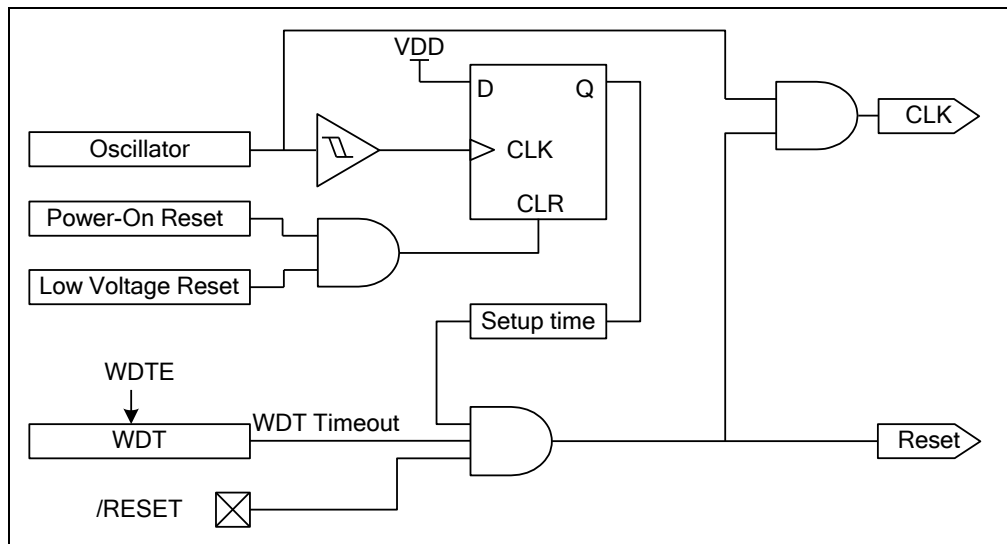 VDD
D
Q
CLK
Oscillator
CLK
CLR
Power-On Reset
Low Voltage Reset
Setup time
WDTE
WDT Timeout
WDT
Reset
/RESET